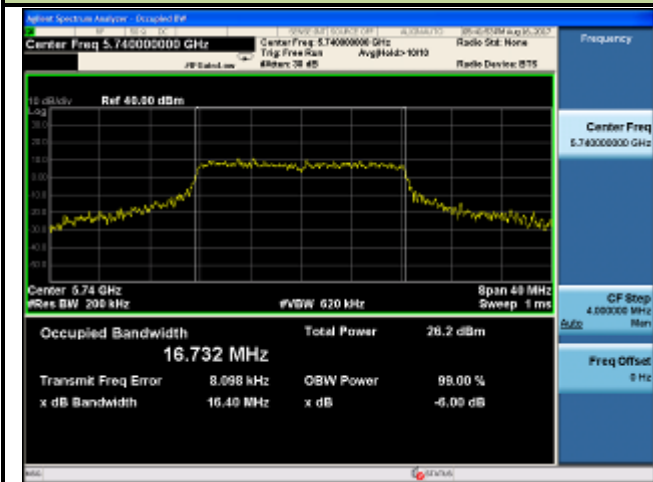 Agilent Spectrum Analyzer - Occupied BW
Center Freq 5.740000000 GHz
Center Freq: 5.740000000 GHz
Trig: Free Run Avg|Hold:>10/10
#IFGain:Low #Atten: 30 dB
Radio Std: None
Radio Device: BTS
10 dB/div Ref 40.00 dBm
Log
Center 5.74 GHz Span 40 MHz
#Res BW 200 kHz #VBW 620 kHz Sweep 1 ms
Occupied Bandwidth Total Power 26.2 dBm
16.732 MHz
Transmit Freq Error 8.098 kHz OBW Power 99.00 %
x dB Bandwidth 16.40 MHz x dB -6.00 dB
Frequency
Center Freq
5.740000000 GHz
CF Step
4.000000 MHz
Auto Man
Freq Offset
0 Hz
MSG STATUS